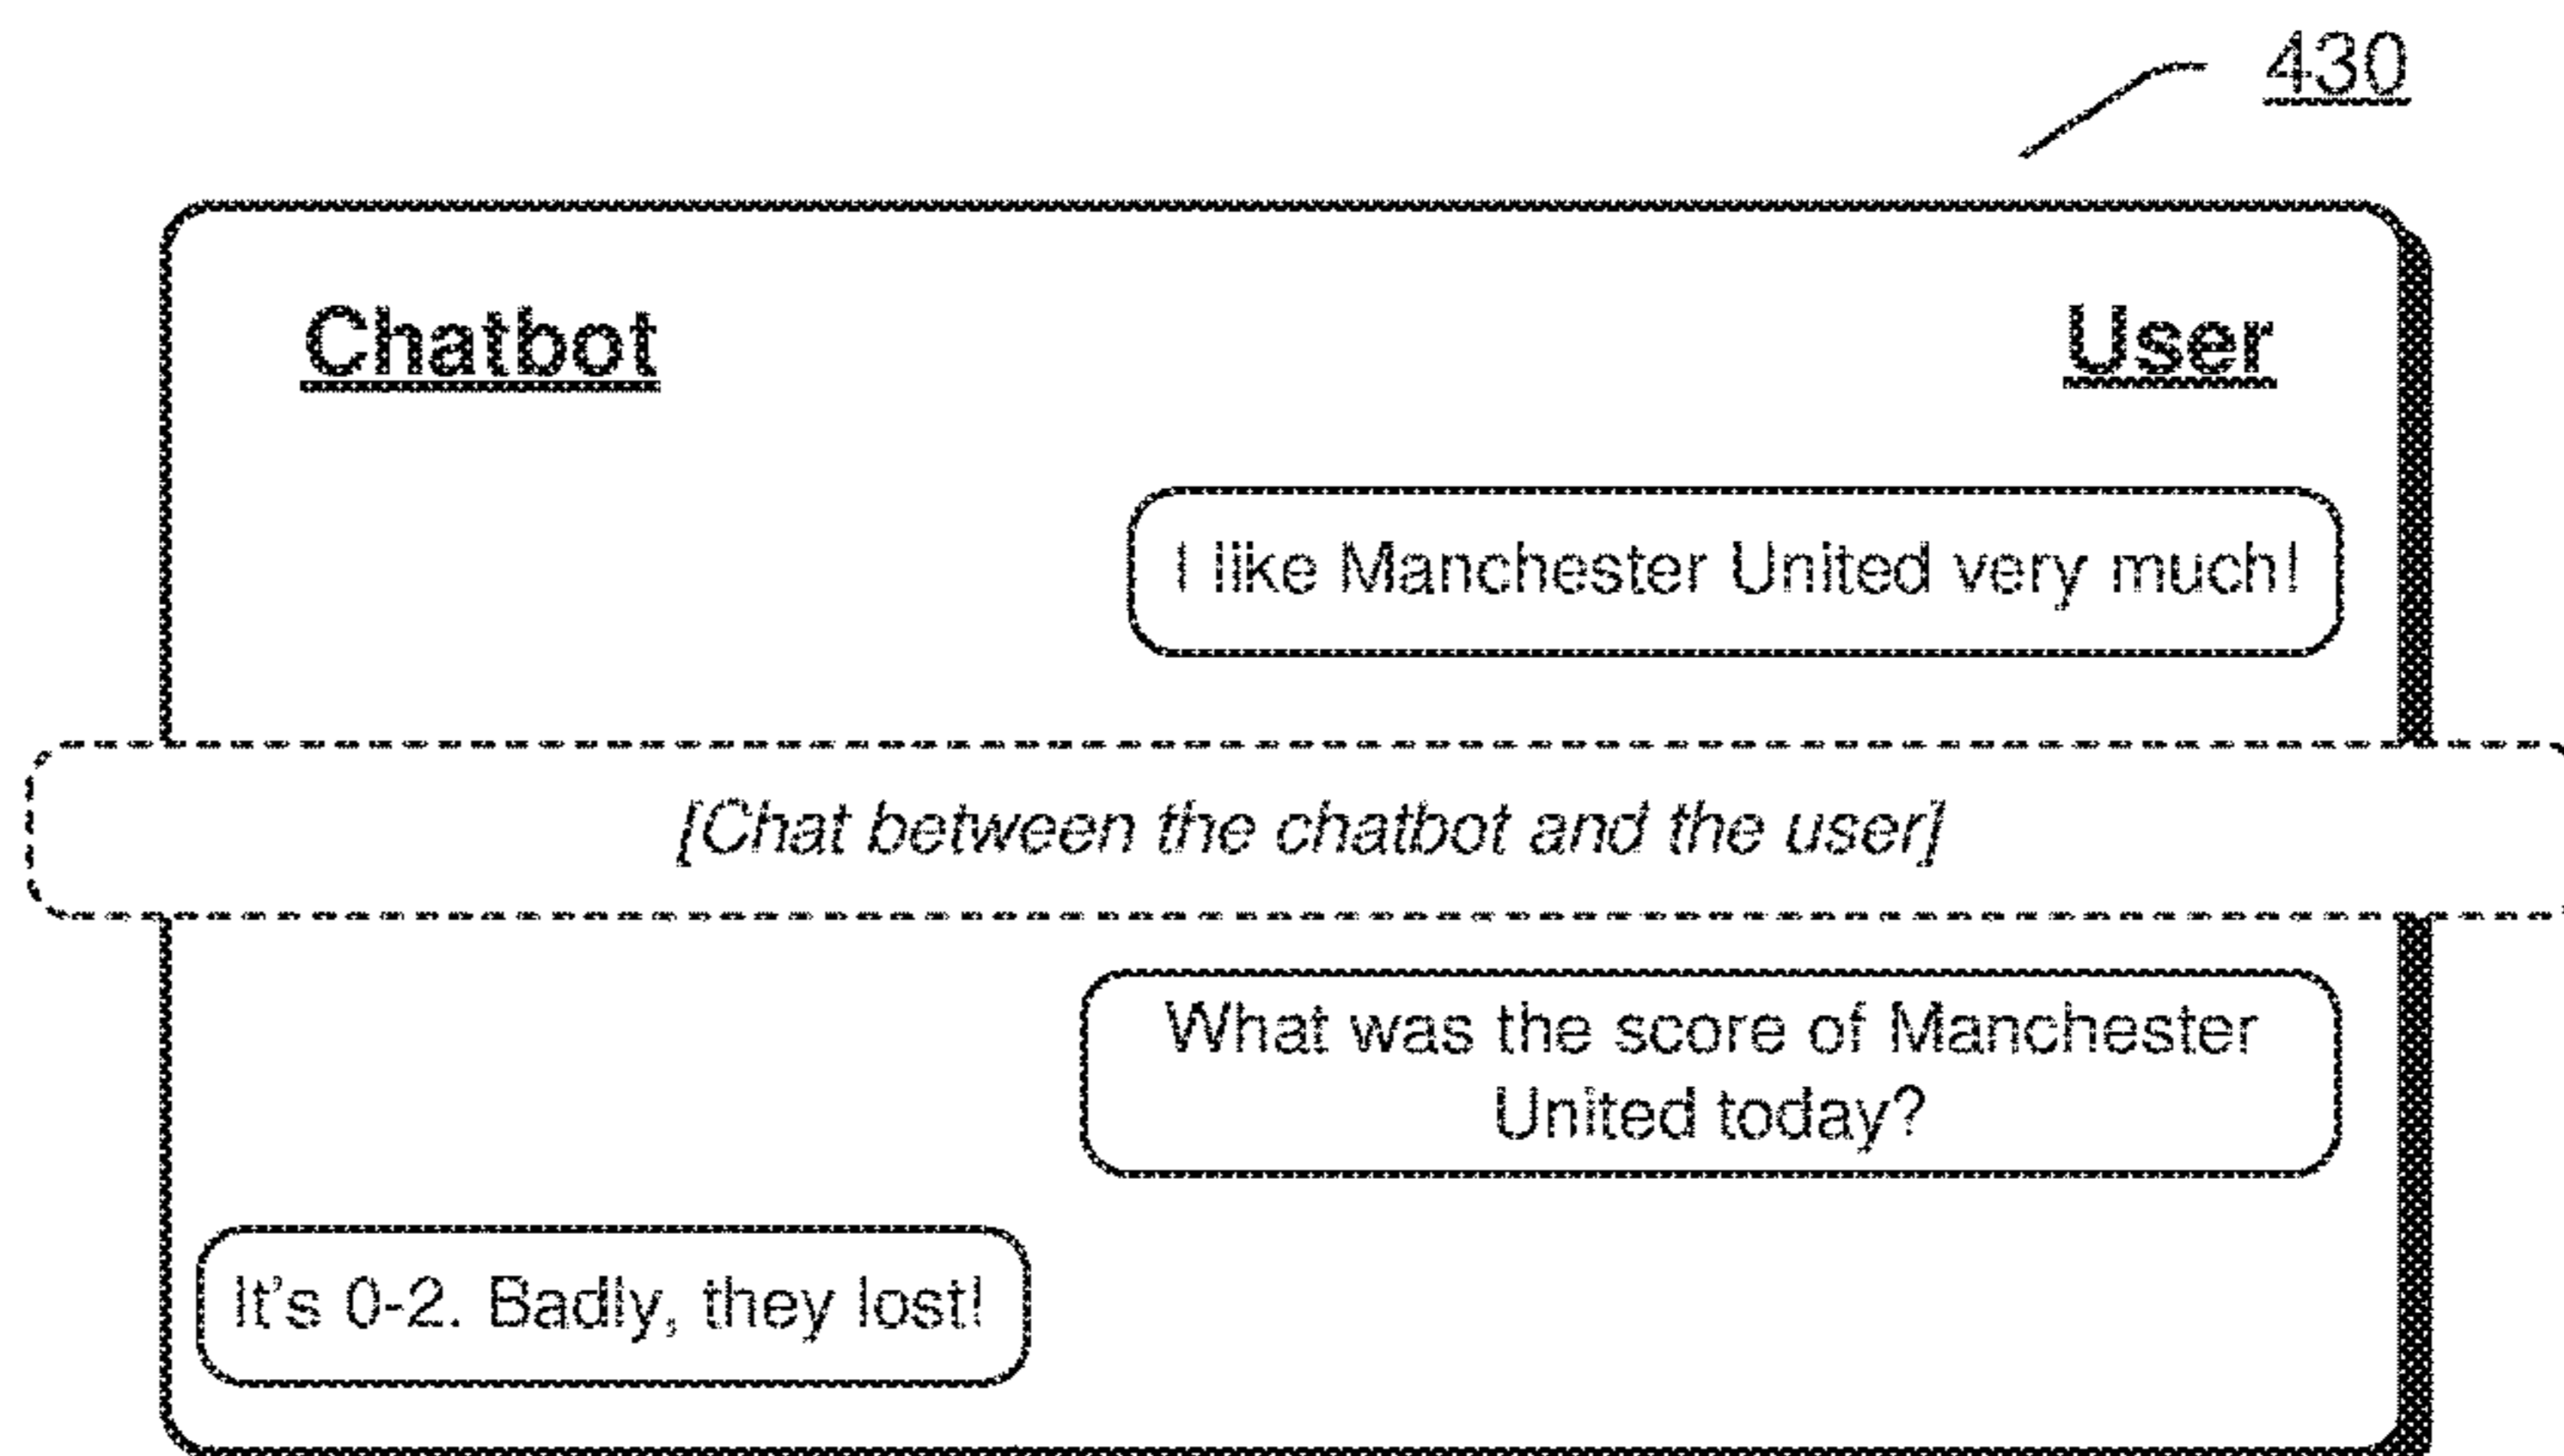 430
Chatbot User
I like Manchester United very much!
[Chat between the chatbot and the user]
What was the score of Manchester
United today?
It's 0-2. Badly, they lost!